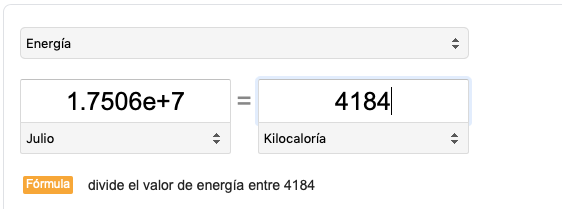 Energía
1.7506e+7 = 4184
Julio Kilocaloría
Fórmula divide el valor de energía entre 4184